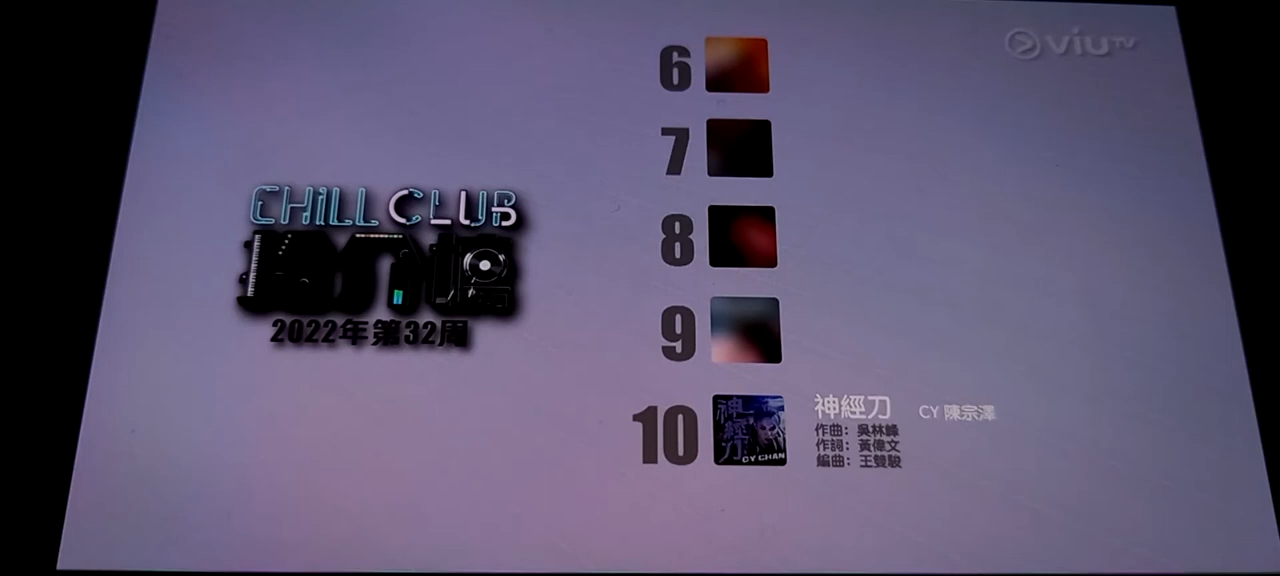 viuTV
CHiLL CLUB
2022年第32周
6
7
8
9
10
神經刀
CY CHAN
神經刀 CY 陳宗澤
作曲：吳林峰
作詞：黃偉文
編曲：王雙駿